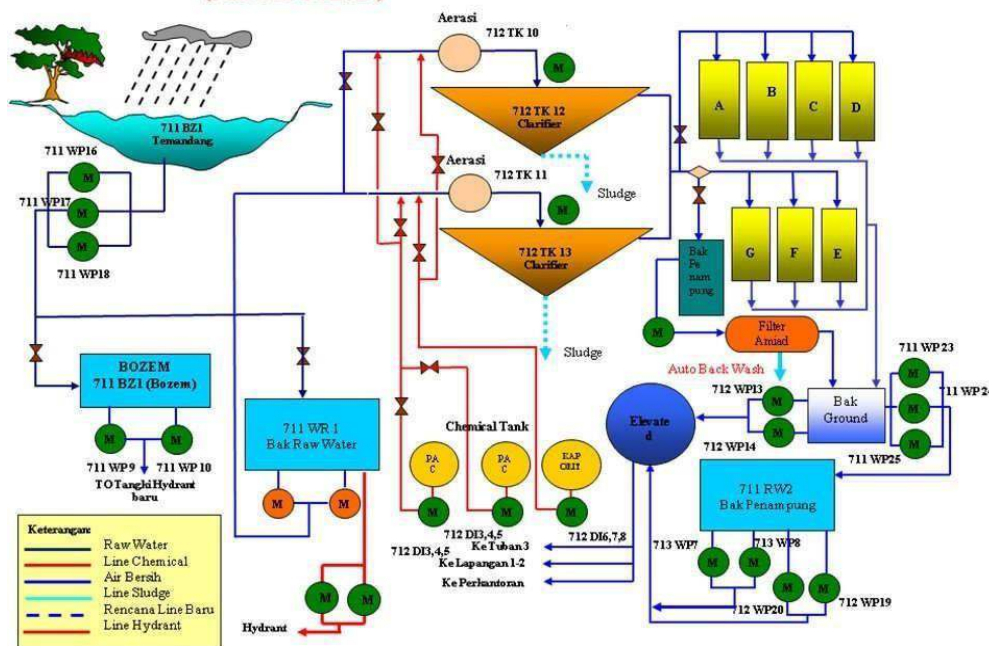 Aerasi
712 TK 10
M
712 TK 12
Clarifier
Sludge
711 BZ1
Temandang
711 WP16
M
711 WP17
M
M
711 WP18
Aerasi
712 TK 11
M
712 TK 13
Clarifier
Sludge
A
B
C
D
G
F
E
Bak
Pe
nam
pung
M
Filter
Amiad
Auto Back Wash
711 WP23
M
711 WP24
M
M
711 WP25
712 WP13
M
M
712 WP14
Bak
Ground
Elevate
d
BOZEM
711 BZ1 (Bozem)
M
M
711 WP9
711 WP10
TO Tangki Hydrant
baru
711 WR 1
Bak Raw Water
M
M
Chemical Tank
PA
C
PA
C
KAP
ORIT
M
M
M
712 DI3,4,5
712 DI3,4,5
712 DI6,7,8
711 RW2
Bak Penampung
Ke Tuban 3
Ke Lapangan 1-2
Ke Perkantoran
713 WP7
713 WP8
M
M
M
M
712 WP20
712 WP19
M
M
Hydrant
Keterangan:
Raw Water
Line Chemical
Air Bersih
Line Sludge
Rencana Line Baru
Line Hydrant